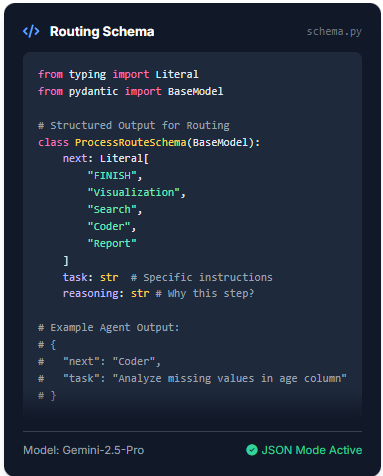 </> Routing Schema schema.py
from typing import Literal
from pydantic import BaseModel

# Structured Output for Routing
class ProcessRouteSchema(BaseModel):
    next: Literal[
        "FINISH",
        "Visualization",
        "Search",
        "Coder",
        "Report"
    ]
    task: str  # Specific instructions
    reasoning: str # Why this step?

# Example Agent Output:
# {
#   "next": "Coder",
#   "task": "Analyze missing values in age column"
# }
Model: Gemini-2.5-Pro JSON Mode Active